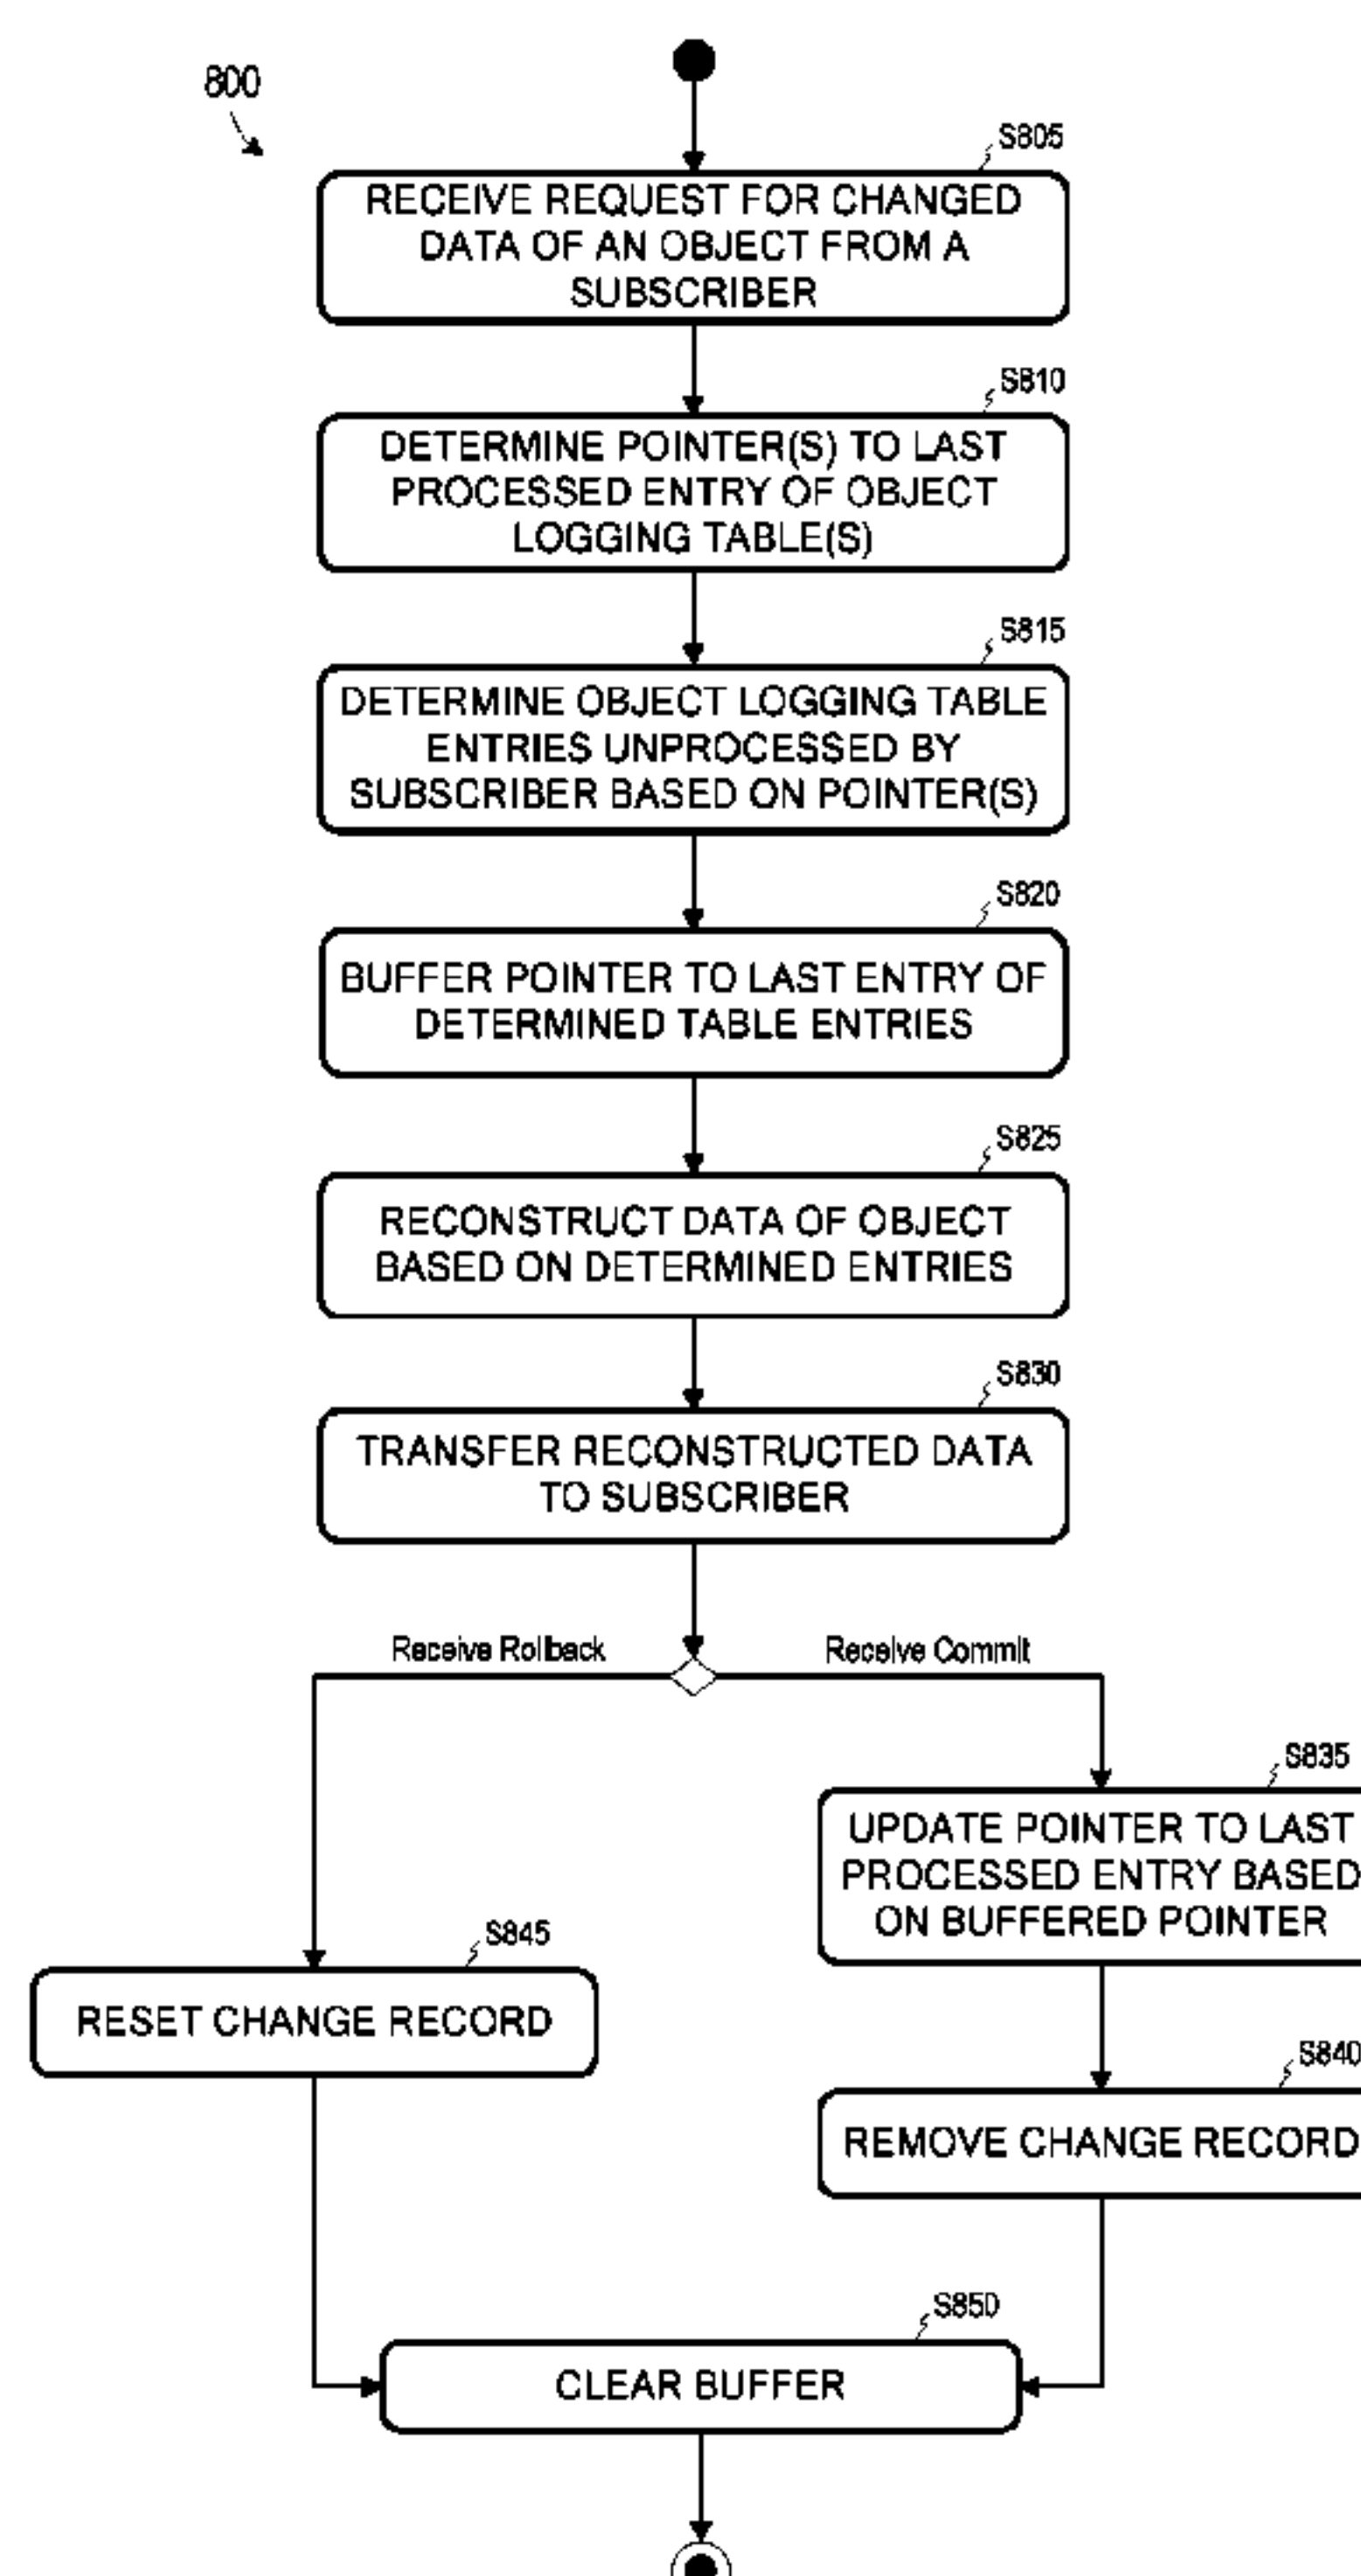 800
S805
RECEIVE REQUEST FOR CHANGED
DATA OF AN OBJECT FROM A
SUBSCRIBER
S810
DETERMINE POINTER(S) TO LAST
PROCESSED ENTRY OF OBJECT
LOGGING TABLE(S)
S815
DETERMINE OBJECT LOGGING TABLE
ENTRIES UNPROCESSED BY
SUBSCRIBER BASED ON POINTER(S)
S820
BUFFER POINTER TO LAST ENTRY OF
DETERMINED TABLE ENTRIES
S825
RECONSTRUCT DATA OF OBJECT
BASED ON DETERMINED ENTRIES
S830
TRANSFER RECONSTRUCTED DATA
TO SUBSCRIBER
Receive Rollback
Receive Commit
S835
UPDATE POINTER TO LAST
PROCESSED ENTRY BASED
ON BUFFERED POINTER
S845
RESET CHANGE RECORD
S840
REMOVE CHANGE RECORD
S850
CLEAR BUFFER